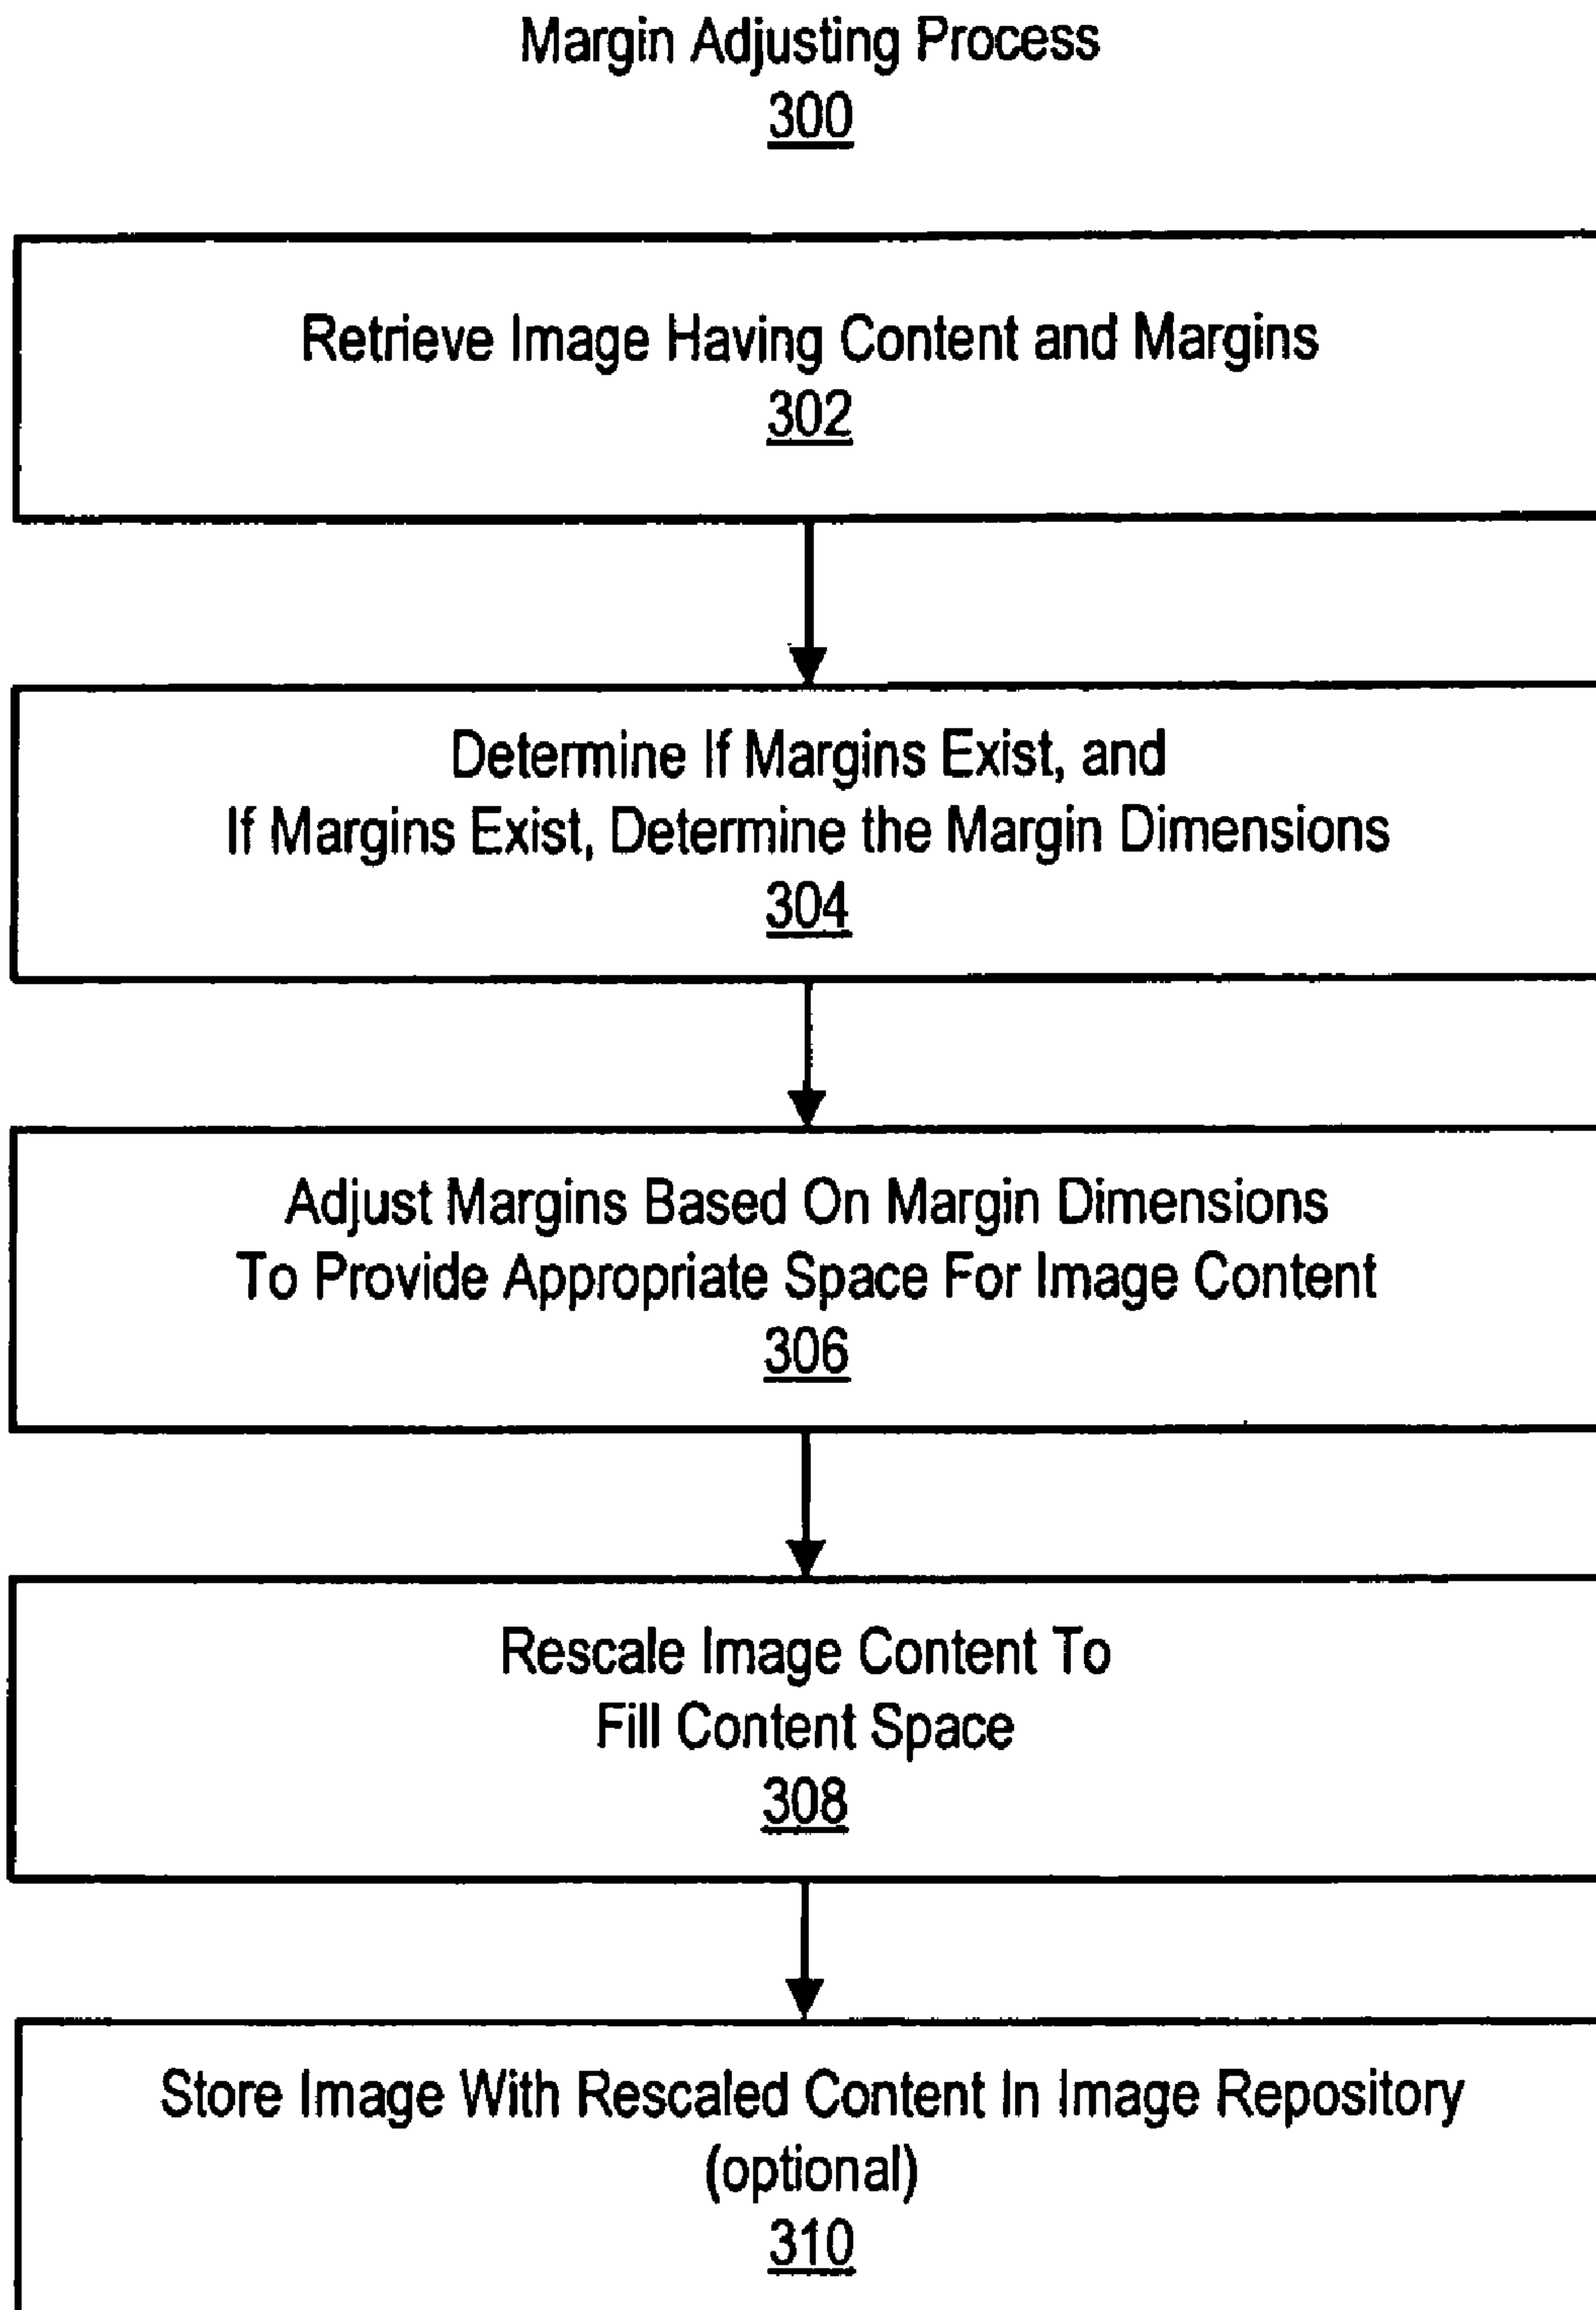 Margin Adjusting Process
300
Retrieve Image Having Content and Margins
302
Determine If Margins Exist, and
If Margins Exist, Determine the Margin Dimensions
304
Adjust Margins Based On Margin Dimensions
To Provide Appropriate Space For Image Content
306
Rescale Image Content To
Fill Content Space
308
Store Image With Rescaled Content In Image Repository
(optional)
310